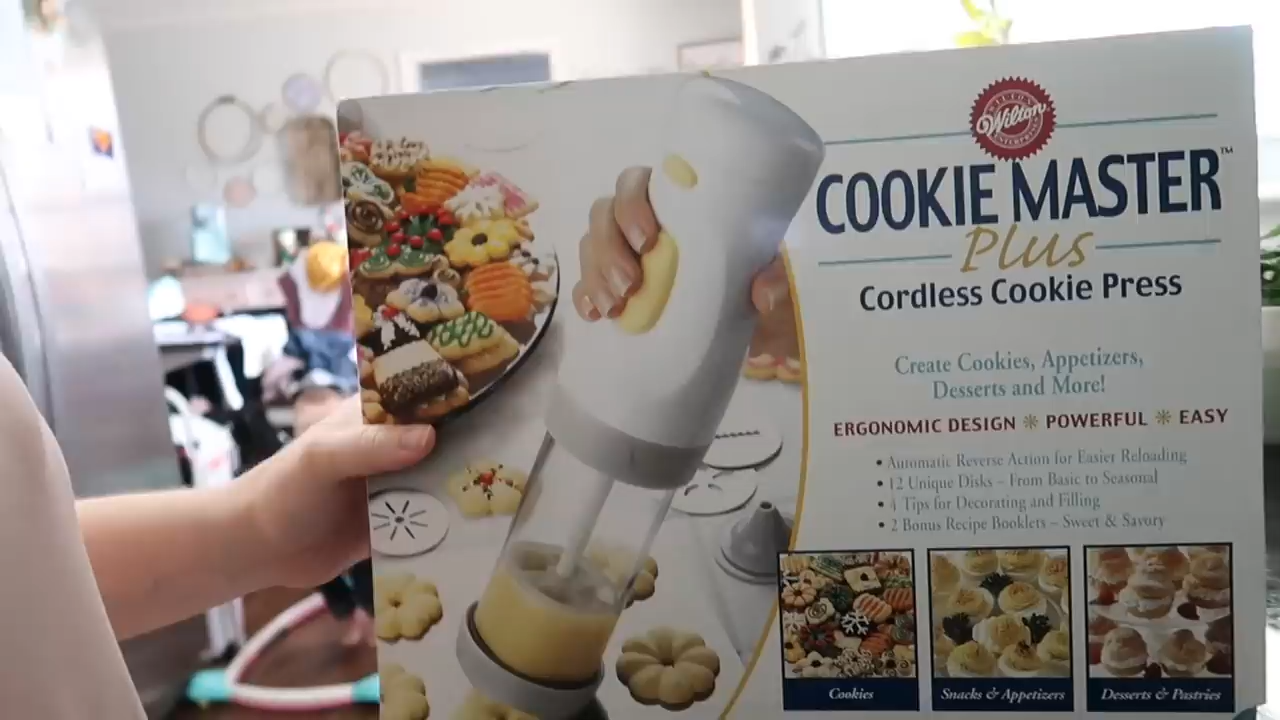 WILTON
Wilton
ENTERPRISES
COOKIE MASTER™
Plus
Cordless Cookie Press
Create Cookies, Appetizers,
Desserts and More!
ERGONOMIC DESIGN ❋ POWERFUL ❋ EASY
• Automatic Reverse Action for Easier Reloading
• 12 Unique Disks – From Basic to Seasonal
• 4 Tips for Decorating and Filling
• 2 Bonus Recipe Booklets – Sweet & Savory
Cookies
Snacks & Appetizers
Desserts & Pastries